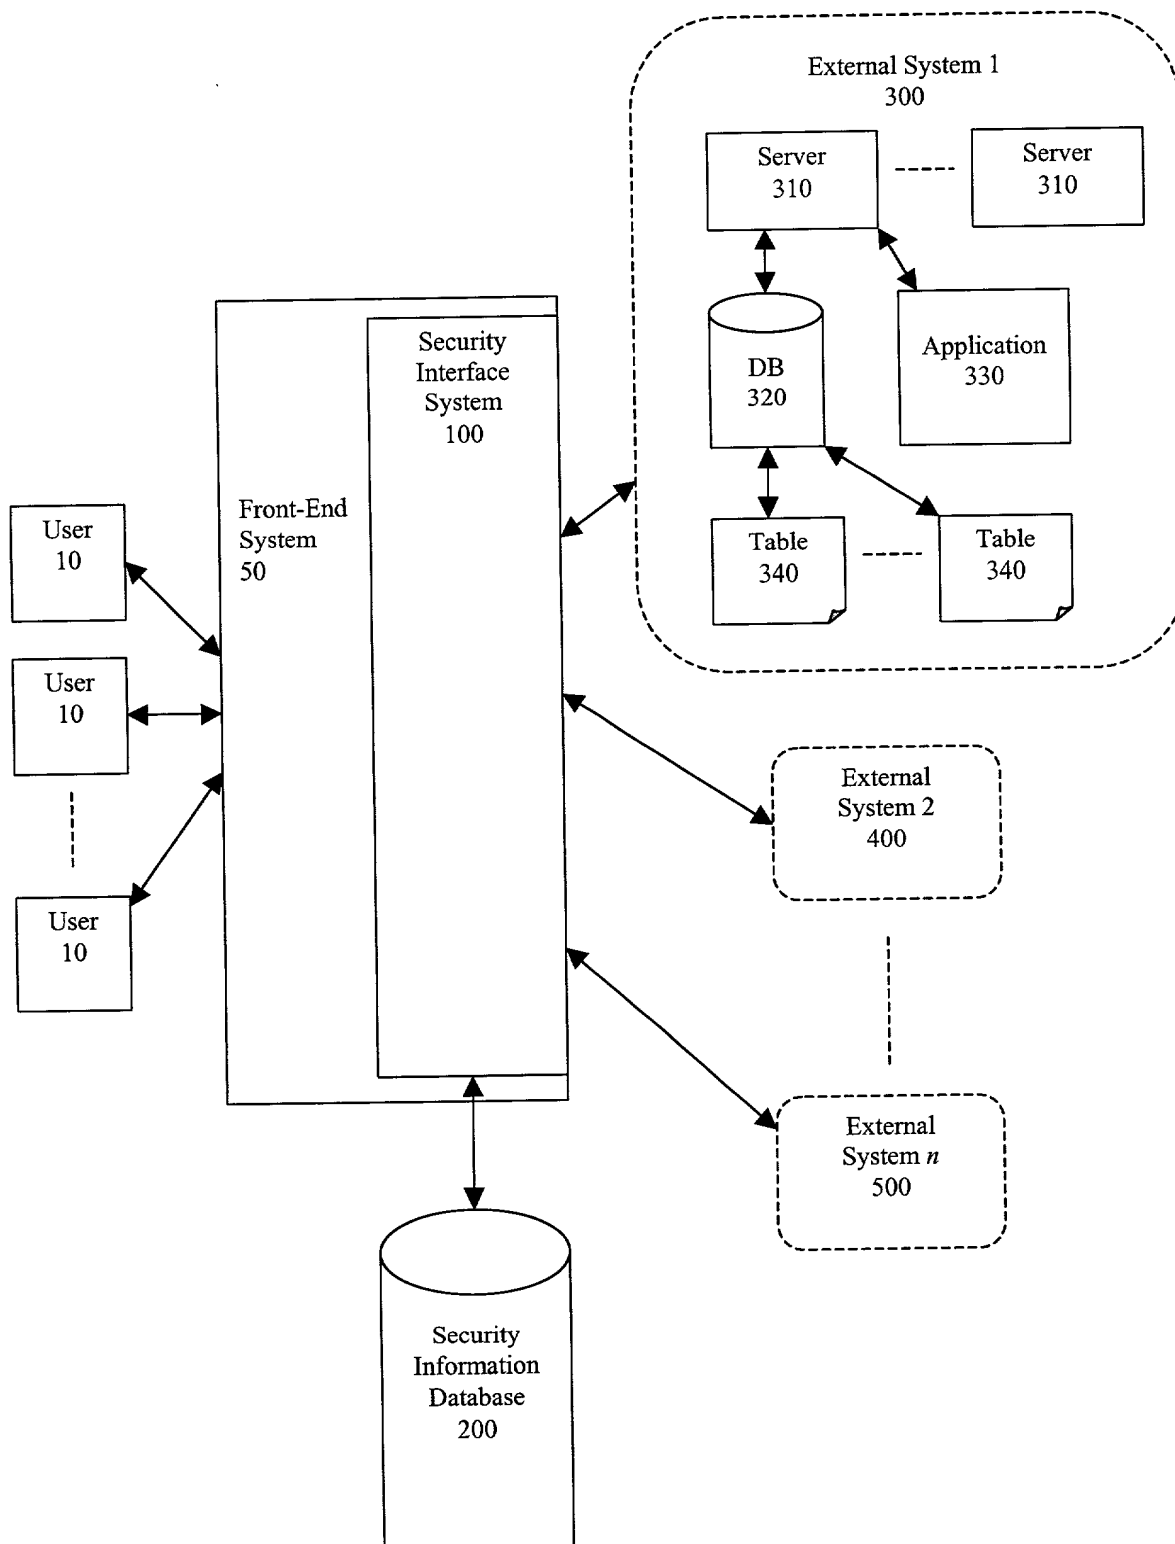 External System 1
300
Server
310
Server
310
DB
320
Application
330
Table
340
Table
340
Security
Interface
System
100
Front-End
System
50
User
10
User
10
User
10
External
System 2
400
External
System n
500
Security
Information
Database
200